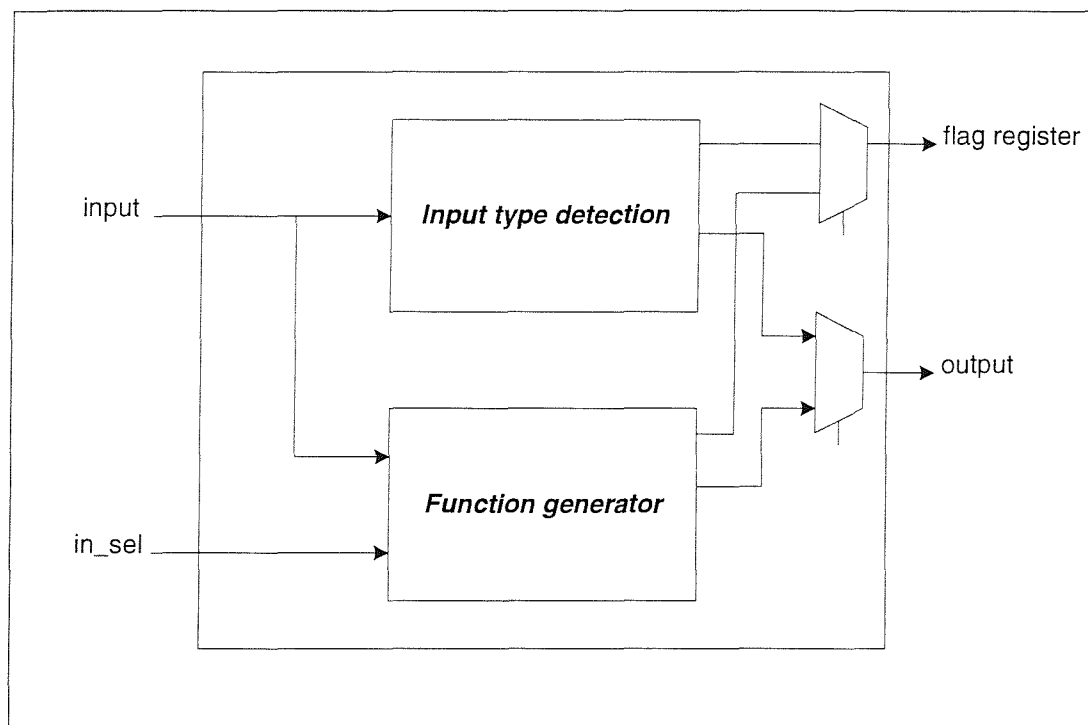 flag register
input
Input type detection
output
Function generator
in_sel